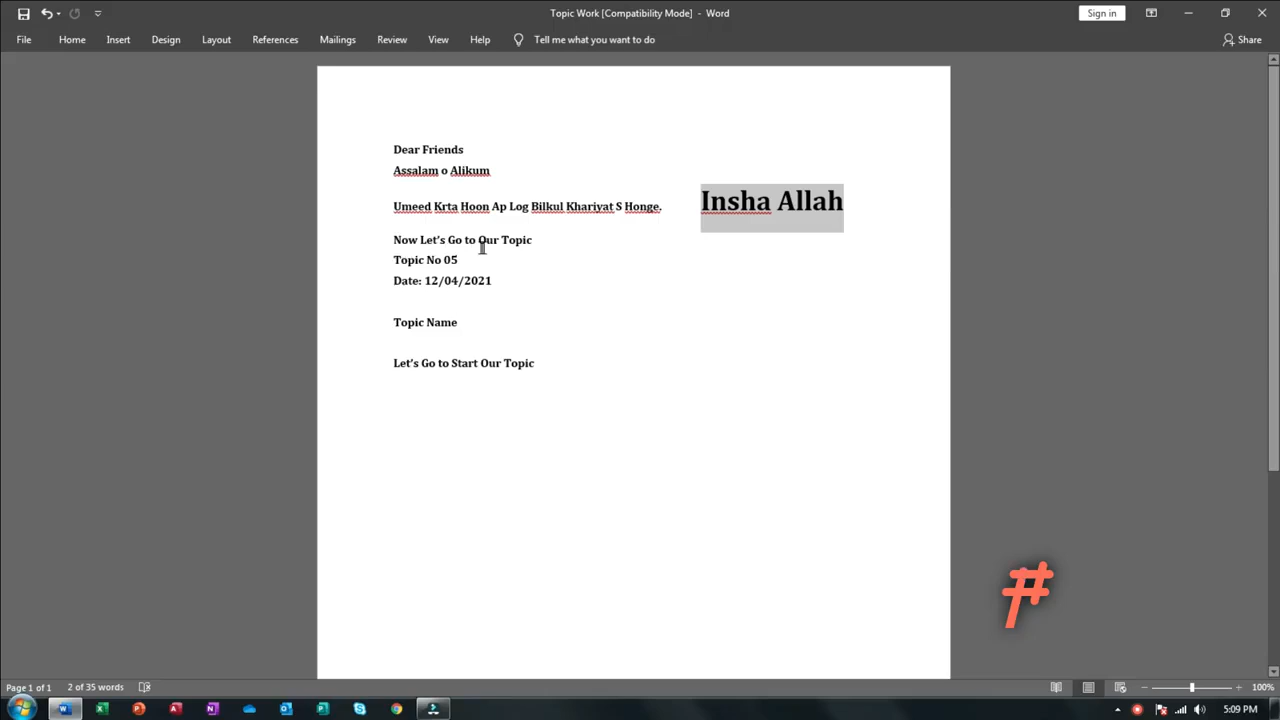 Topic Work [Compatibility Mode] - Word
Sign in
File Home Insert Design Layout References Mailings Review View Help Tell me what you want to do Share
Dear Friends
Assalam o Alikum
Umeed Krta Hoon Ap Log Bilkul Khariyat S Honge. Insha Allah
Now Let's Go to Our Topic
Topic No 05
Date: 12/04/2021
Topic Name
Let's Go to Start Our Topic
#
Page 1 of 1 2 of 35 words 100%
5:09 PM